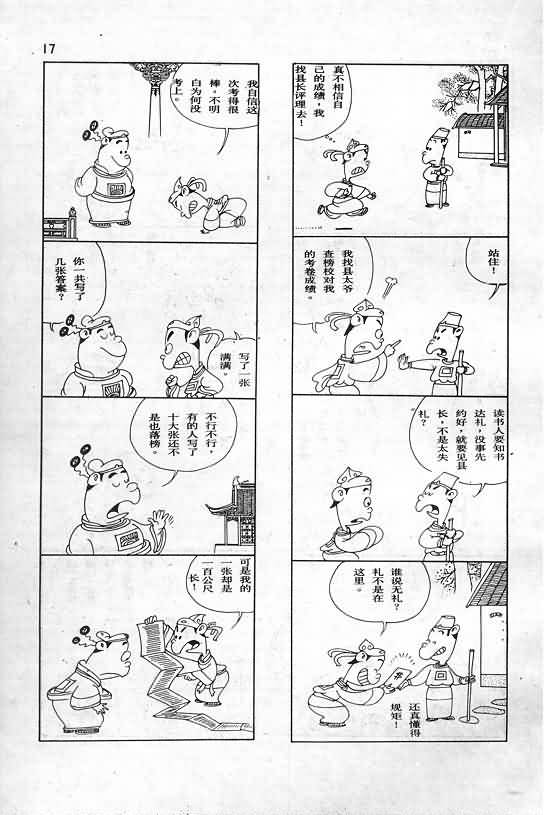 17
我自信这
次考得很
棒，不明
白为何没
考上。
你一共写了
几张答案？
写了一张
满满。
不行不行，
有的人写了
十大张还不
是也落榜
可是我的
一张却是
一百公尺
长！
真不相信自
己的成绩，我
找县长评理去！
站住！
我找县太爷
查榜校对我
的考卷成绩。
读书人要知书
达礼，没事先
约好，就要见县
长，不是太失
礼？
谁说无礼？
礼不是在
这里。
还真懂得
规矩！